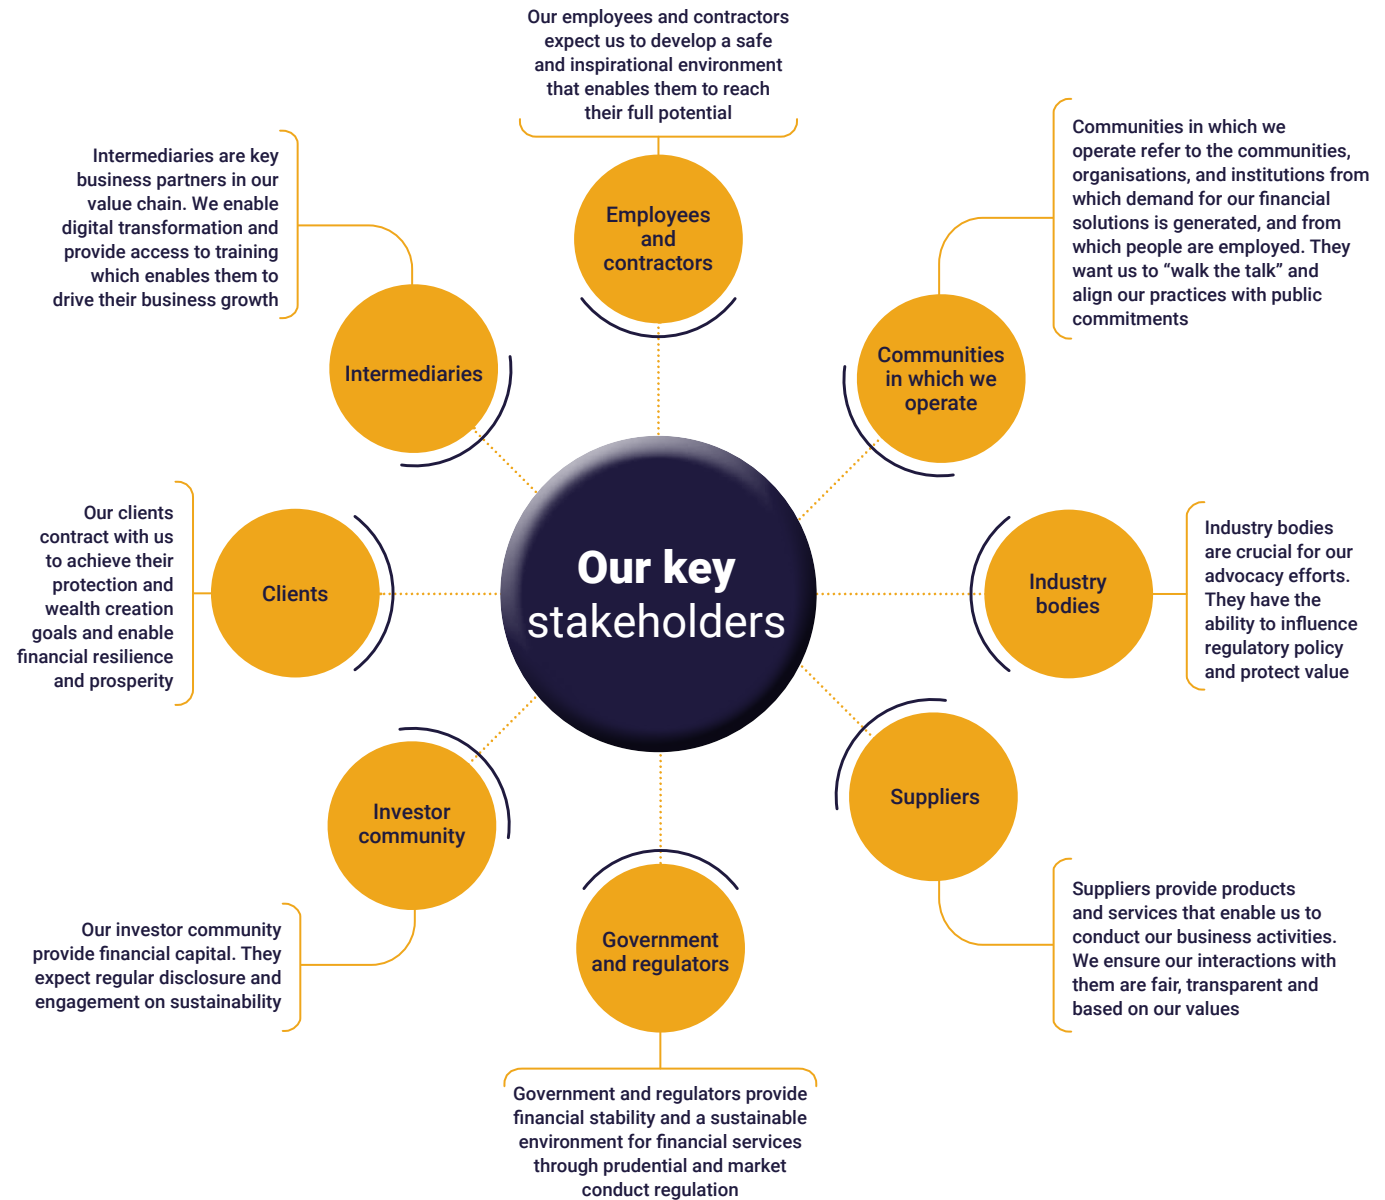 Our employees and contractors
expect us to develop a safe
and inspirational environment
that enables them to reach
their full potential
Employees
and
contractors
Communities in which we
operate refer to the communities,
organisations, and institutions from
which demand for our financial
solutions is generated, and from
which people are employed. They
want us to “walk the talk” and
align our practices with public
commitments
Communities
in which we
operate
Industry bodies
are crucial for our
advocacy efforts.
They have the
ability to influence
regulatory policy
and protect value
Industry
bodies
Suppliers
Suppliers provide products
and services that enable us to
conduct our business activities.
We ensure our interactions with
them are fair, transparent and
based on our values
Government
and regulators
Government and regulators provide
financial stability and a sustainable
environment for financial services
through prudential and market
conduct regulation
Investor
community
Our investor community
provide financial capital. They
expect regular disclosure and
engagement on sustainability
Clients
Our clients
contract with us
to achieve their
protection and
wealth creation
goals and enable
financial resilience
and prosperity
Intermediaries are key
business partners in our
value chain. We enable
digital transformation and
provide access to training
which enables them to
drive their business growth
Intermediaries
Our key
stakeholders